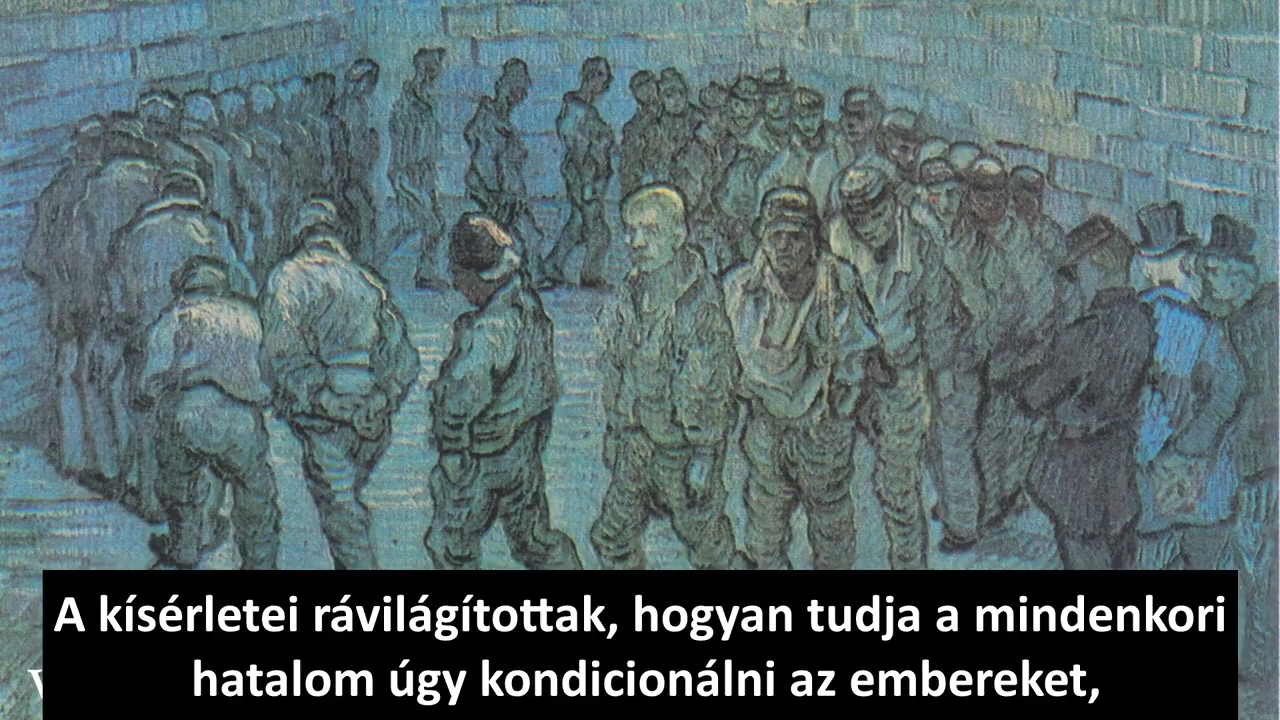 A kísérletei rávilágítottak, hogyan tudja a mindenkori
hatalom úgy kondicionálni az embereket,